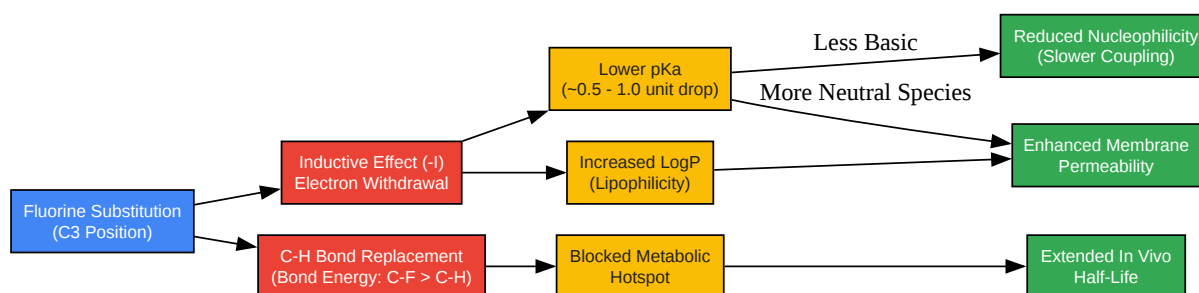 Fluorine Substitution
(C3 Position)
Inductive Effect (-I)
Electron Withdrawal
C-H Bond Replacement
(Bond Energy: C-F > C-H)
Lower pKa
(~0.5 - 1.0 unit drop)
Increased LogP
(Lipophilicity)
Blocked Metabolic
Hotspot
Less Basic
More Neutral Species
Reduced Nucleophilicity
(Slower Coupling)
Enhanced Membrane
Permeability
Extended In Vivo
Half-Life